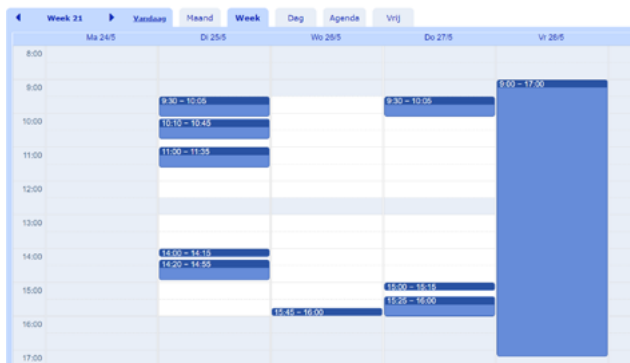 Week 21 Vandaag Maand Week Dag Agenda Vrij
Ma 24/5 Di 25/5 Wo 26/5 Do 27/5 Vr 28/5
8:00
9:00
9:00 – 17:00
9:30 – 10:05 9:30 – 10:05
10:00
10:10 – 10:45
11:00
11:00 – 11:35
12:00
13:00
14:00
14:00 – 14:15
14:20 – 14:55
15:00
15:00 – 15:15
15:25 – 16:00
15:45 – 16:00
16:00
17:00